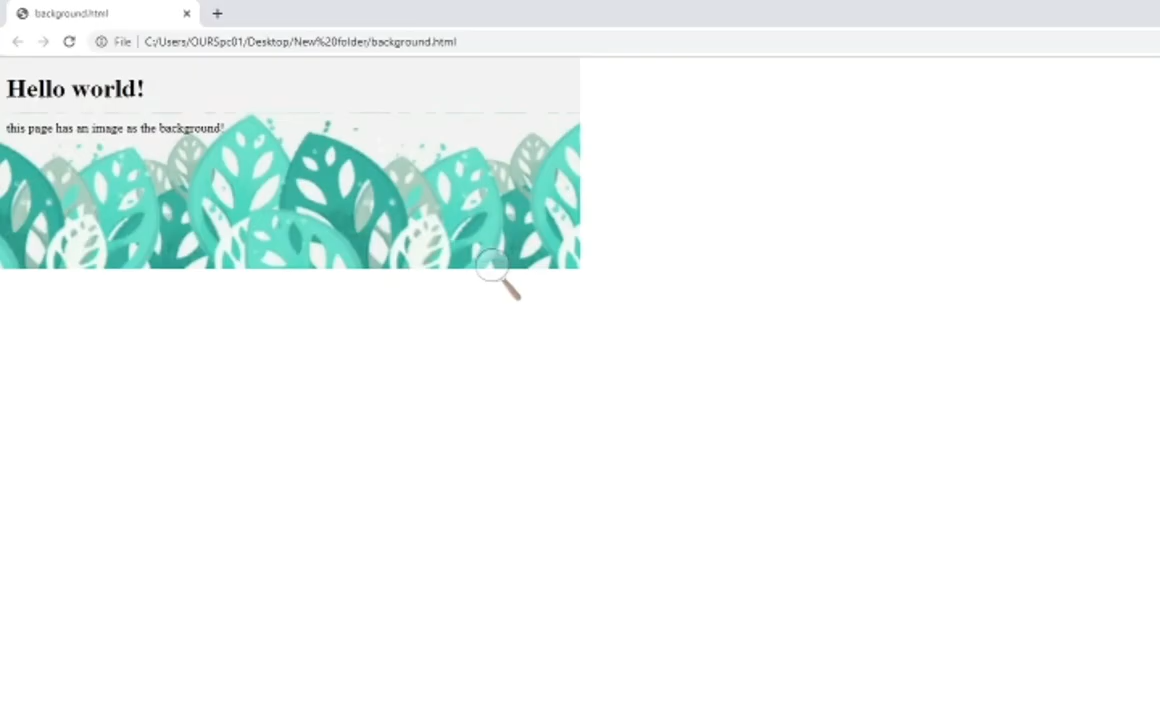 background.html
File | C:/Users/OURSpc01/Desktop/New%20folder/background.html
Hello world!
this page has an image as the background!